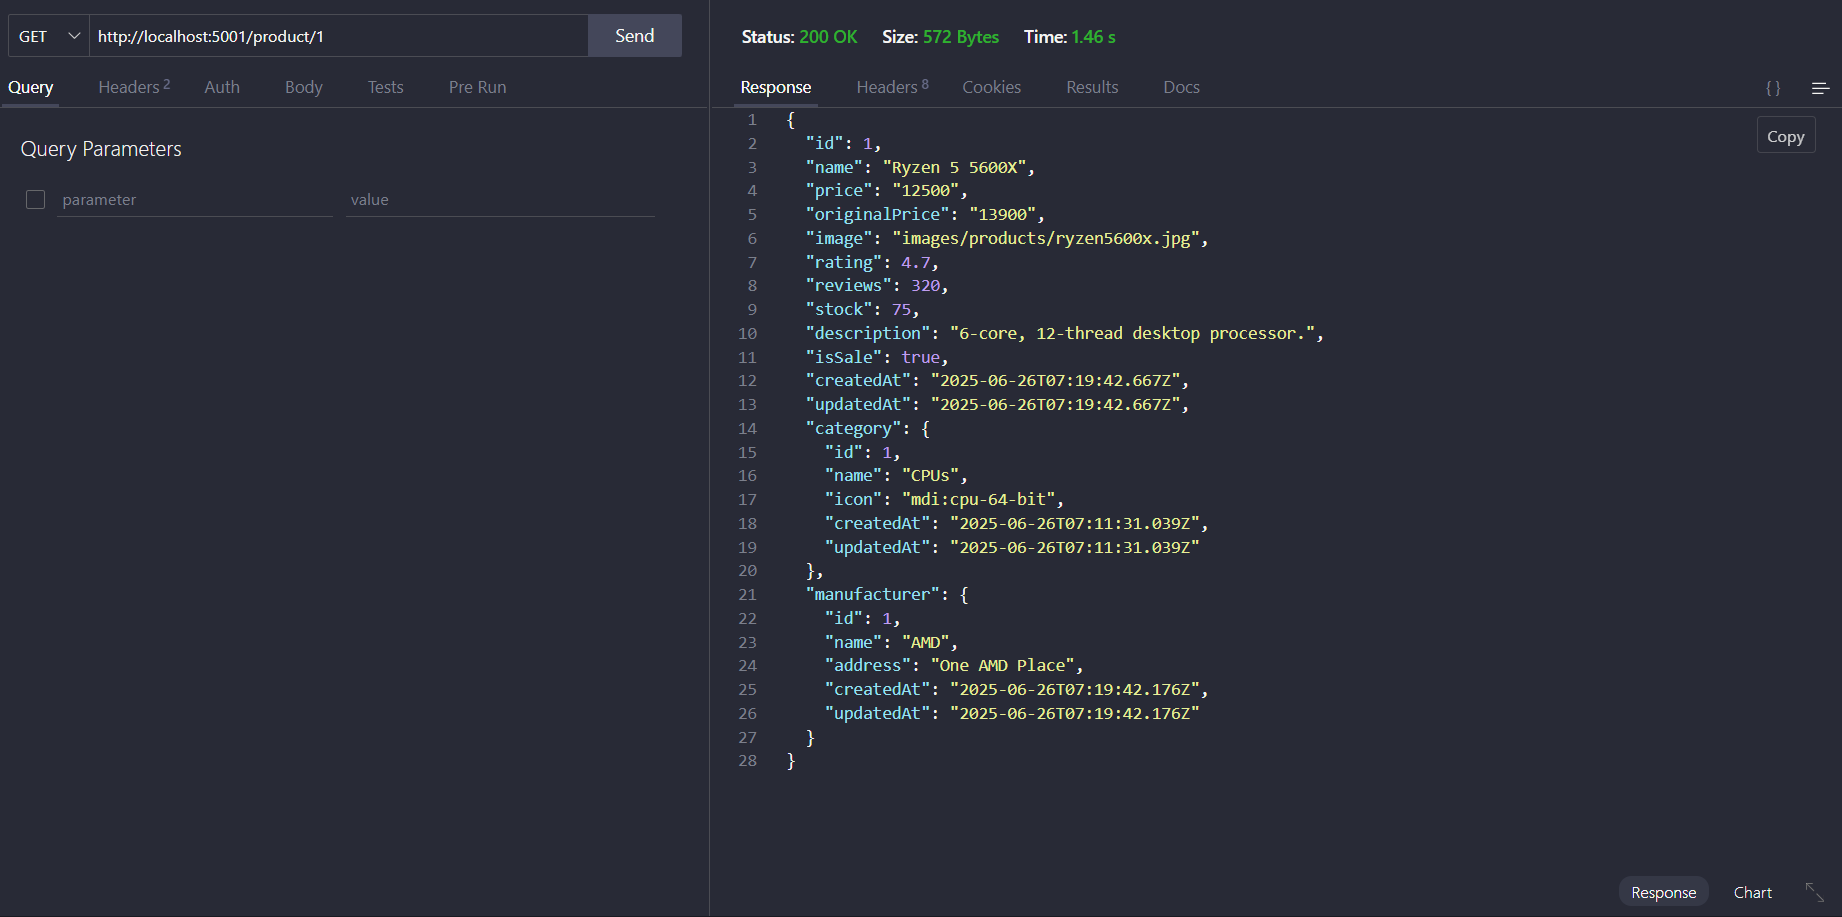 GET http://localhost:5001/product/1 Send
Query Headers 2 Auth Body Tests Pre Run
Query Parameters
parameter value
Status: 200 OK Size: 572 Bytes Time: 1.46 s
Response Headers 8 Cookies Results Docs { }
Copy
1 {
2 "id": 1,
3 "name": "Ryzen 5 5600X",
4 "price": "12500",
5 "originalPrice": "13900",
6 "image": "images/products/ryzen5600x.jpg",
7 "rating": 4.7,
8 "reviews": 320,
9 "stock": 75,
10 "description": "6-core, 12-thread desktop processor.",
11 "isSale": true,
12 "createdAt": "2025-06-26T07:19:42.667Z",
13 "updatedAt": "2025-06-26T07:19:42.667Z",
14 "category": {
15 "id": 1,
16 "name": "CPUs",
17 "icon": "mdi:cpu-64-bit",
18 "createdAt": "2025-06-26T07:11:31.039Z",
19 "updatedAt": "2025-06-26T07:11:31.039Z"
20 },
21 "manufacturer": {
22 "id": 1,
23 "name": "AMD",
24 "address": "One AMD Place",
25 "createdAt": "2025-06-26T07:19:42.176Z",
26 "updatedAt": "2025-06-26T07:19:42.176Z"
27 }
28 }
Response Chart